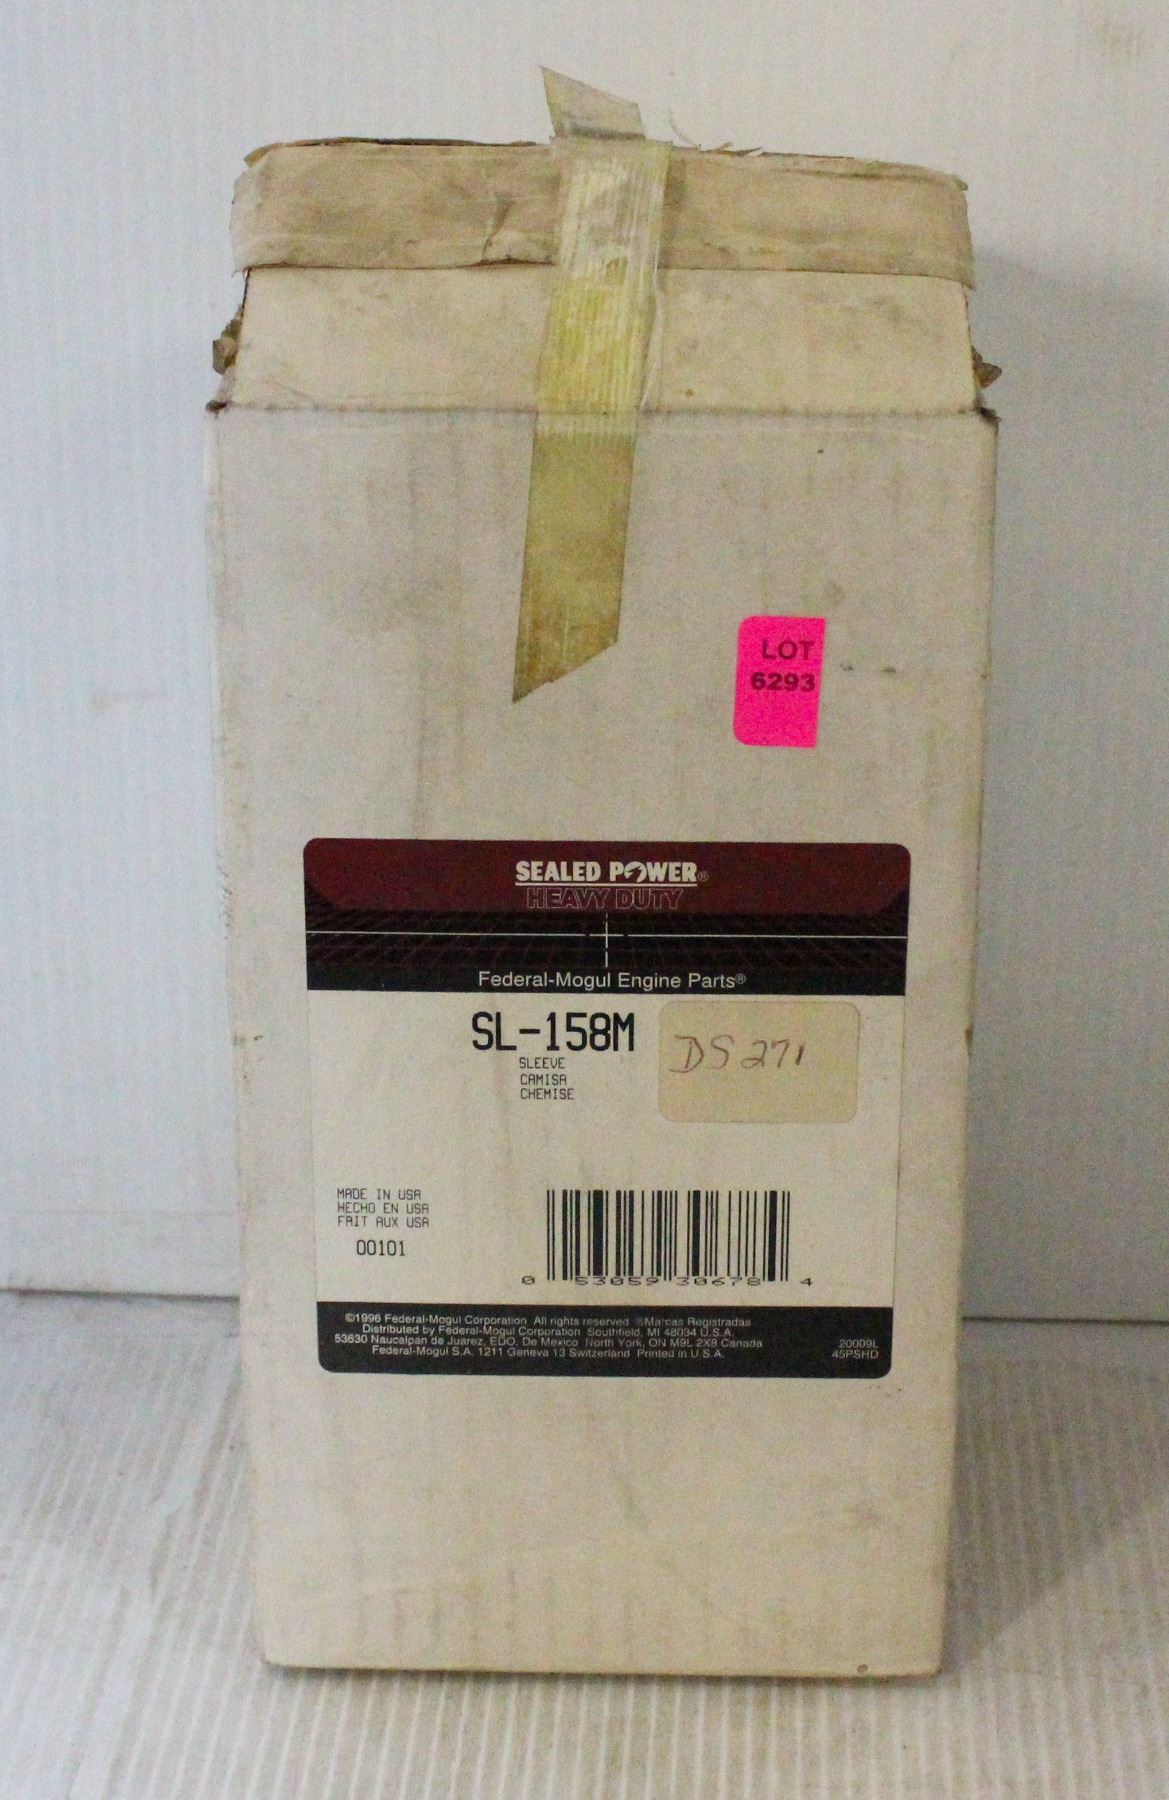 LOT
6293
SEALED POWER®
HEAVY DUTY
Federal-Mogul Engine Parts®
SL-158M
DS 271
SLEEVE
CAMISA
CHEMISE
MADE IN USA
HECHO EN USA
FAIT AUX USA
00101
0 53059 30678 4
©1996 Federal-Mogul Corporation All rights reserved ®Marcas Registradas
Distributed by Federal-Mogul Corporation Southfield, MI 48034 U.S.A.
53630 Naucalpan de Juarez, EDO. De Mexico North York, ON M9L 2X8 Canada
Federal-Mogul S.A. 1211 Geneva 13 Switzerland Printed in U.S.A.
20009L
45PSHD